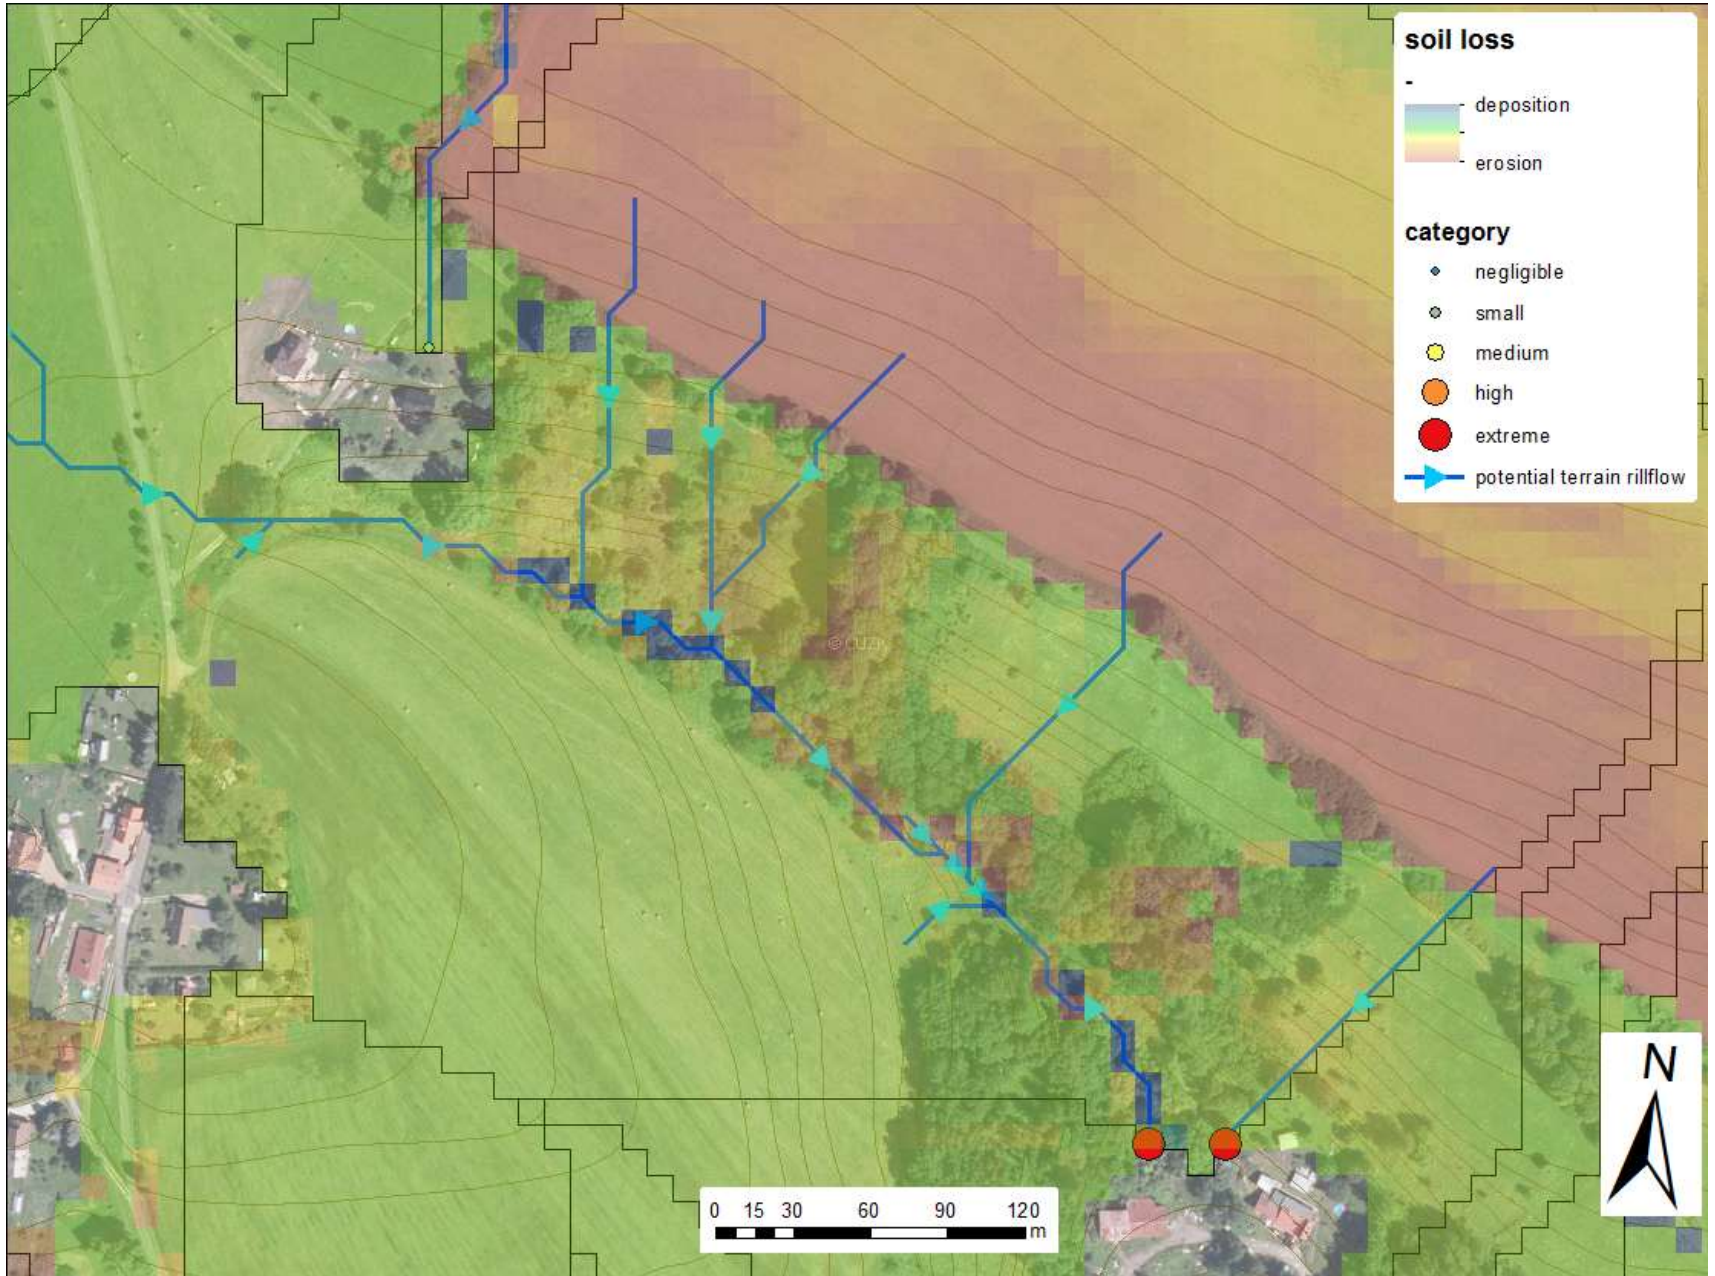 soil loss
-
deposition
erosion
category
negligible
small
medium
high
extreme
potential terrain rillflow
© ČÚZK
N
0 15 30 60 90 120
m